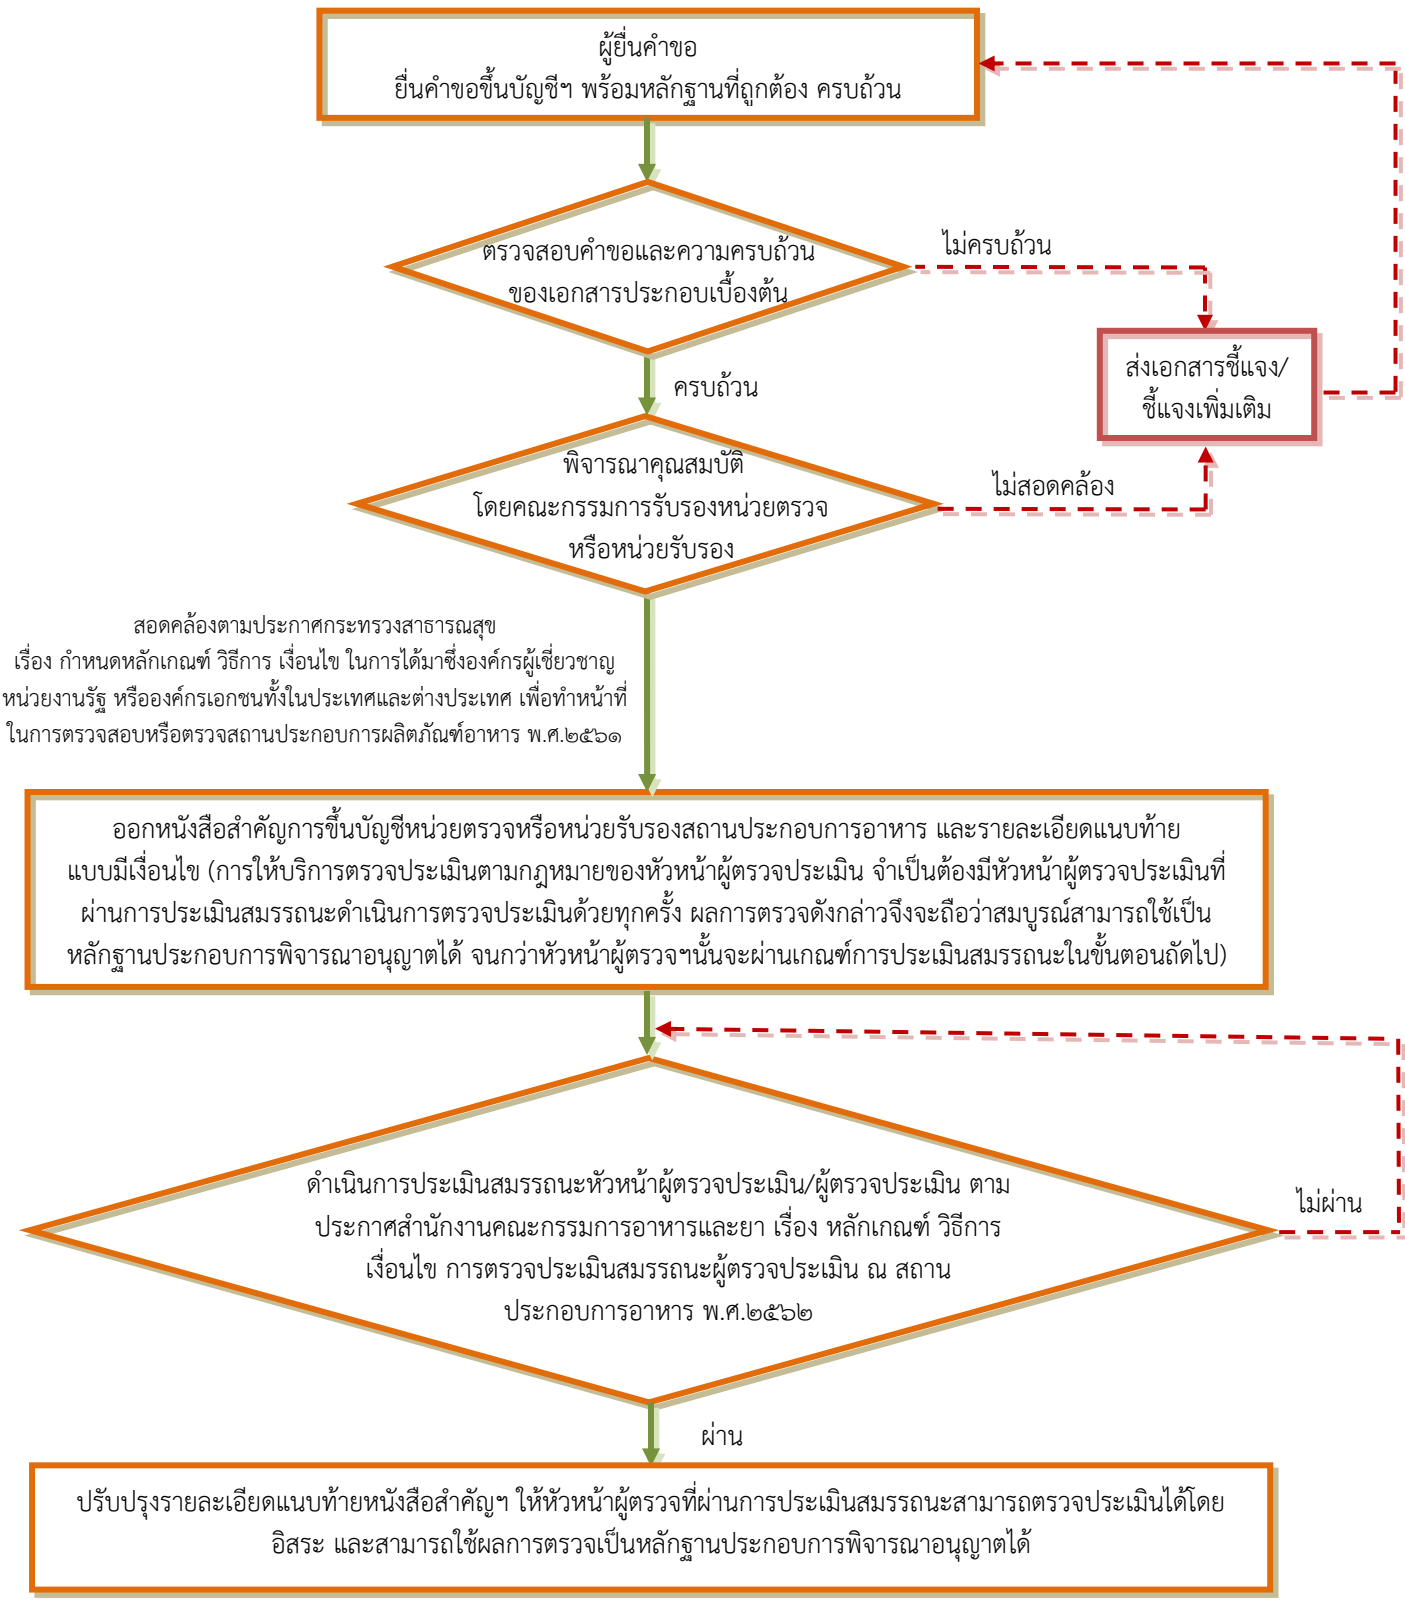 ผู้ยื่นคำขอ
ยื่นคำขอขึ้นบัญชีฯ พร้อมหลักฐานที่ถูกต้อง ครบถ้วน
ตรวจสอบคำขอและความครบถ้วน
ของเอกสารประกอบเบื้องต้น
ไม่ครบถ้วน
ส่งเอกสารชี้แจง/
ชี้แจงเพิ่มเติม
ครบถ้วน
พิจารณาคุณสมบัติ
โดยคณะกรรมการรับรองหน่วยตรวจ
หรือหน่วยรับรอง
ไม่สอดคล้อง
สอดคล้องตามประกาศกระทรวงสาธารณสุข
เรื่อง กำหนดหลักเกณฑ์ วิธีการ เงื่อนไข ในการได้มาซึ่งองค์กรผู้เชี่ยวชาญ
หน่วยงานรัฐ หรือองค์กรเอกชนทั้งในประเทศและต่างประเทศ เพื่อทำหน้าที่
ในการตรวจสอบหรือตรวจสถานประกอบการผลิตภัณฑ์อาหาร พ.ศ.๒๕๖๑
ออกหนังสือสำคัญการขึ้นบัญชีหน่วยตรวจหรือหน่วยรับรองสถานประกอบการอาหาร และรายละเอียดแนบท้าย
แบบมีเงื่อนไข (การให้บริการตรวจประเมินตามกฎหมายของหัวหน้าผู้ตรวจประเมิน จำเป็นต้องมีหัวหน้าผู้ตรวจประเมินที่
ผ่านการประเมินสมรรถนะดำเนินการตรวจประเมินด้วยทุกครั้ง ผลการตรวจดังกล่าวจึงจะถือว่าสมบูรณ์สามารถใช้เป็น
หลักฐานประกอบการพิจารณาอนุญาตได้ จนกว่าหัวหน้าผู้ตรวจฯนั้นจะผ่านเกณฑ์การประเมินสมรรถนะในขั้นตอนถัดไป)
ดำเนินการประเมินสมรรถนะหัวหน้าผู้ตรวจประเมิน/ผู้ตรวจประเมิน ตาม
ประกาศสำนักงานคณะกรรมการอาหารและยา เรื่อง หลักเกณฑ์ วิธีการ
เงื่อนไข การตรวจประเมินสมรรถนะผู้ตรวจประเมิน ณ สถาน
ประกอบการอาหาร พ.ศ.๒๕๖๒
ไม่ผ่าน
ผ่าน
ปรับปรุงรายละเอียดแนบท้ายหนังสือสำคัญฯ ให้หัวหน้าผู้ตรวจที่ผ่านการประเมินสมรรถนะสามารถตรวจประเมินได้โดย
อิสระ และสามารถใช้ผลการตรวจเป็นหลักฐานประกอบการพิจารณาอนุญาตได้